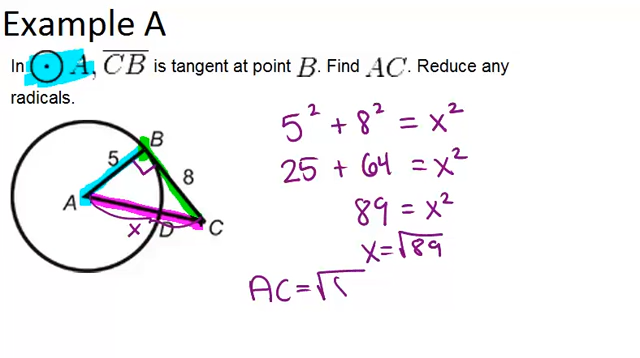 Example A
In ⊙ A, CB is tangent at point B. Find AC. Reduce any
radicals.
5² + 8² = x²
25 + 64 = x²
89 = x²
x = √89
AC = √
B
5
8
A
x
D
C